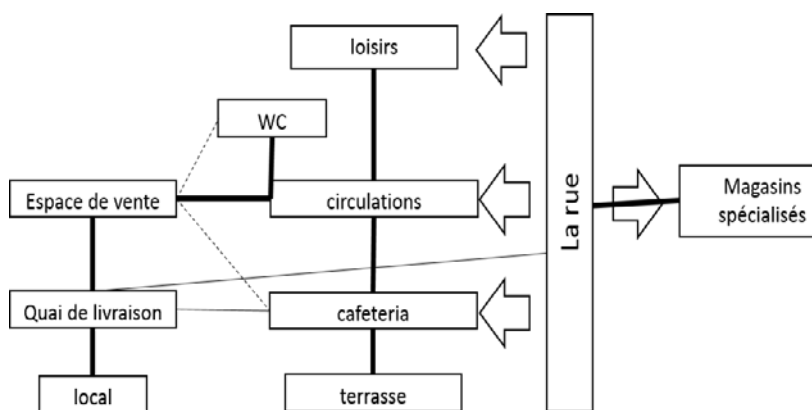 loisirs
WC
Magasins
spécialisés
Espace de vente
circulations
La rue
Quai de livraison
cafeteria
local
terrasse